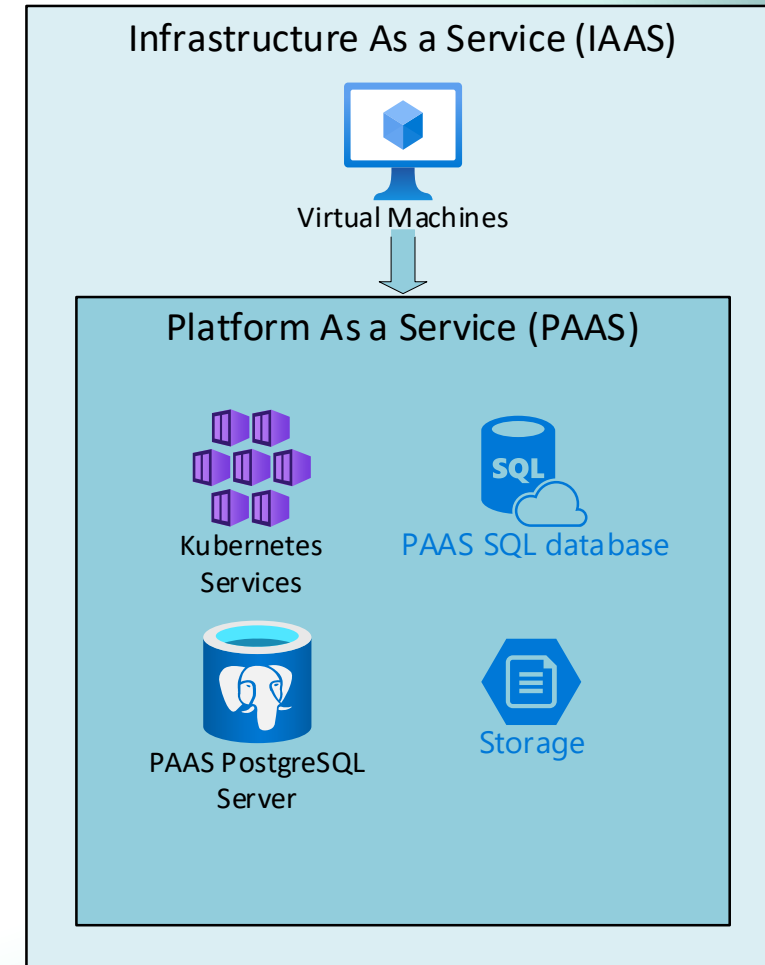 Infrastructure As a Service (IAAS)
Virtual Machines
Platform As a Service (PAAS)
Kubernetes
Services
SQL
PAAS SQL database
PAAS PostgreSQL
Server
Storage